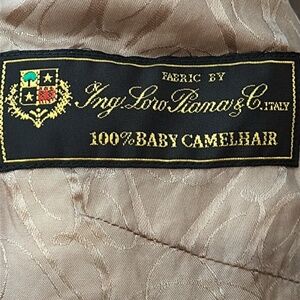 FABRIC BY
Ing. Loro Piana & C. ITALY
100% BABY CAMELHAIR